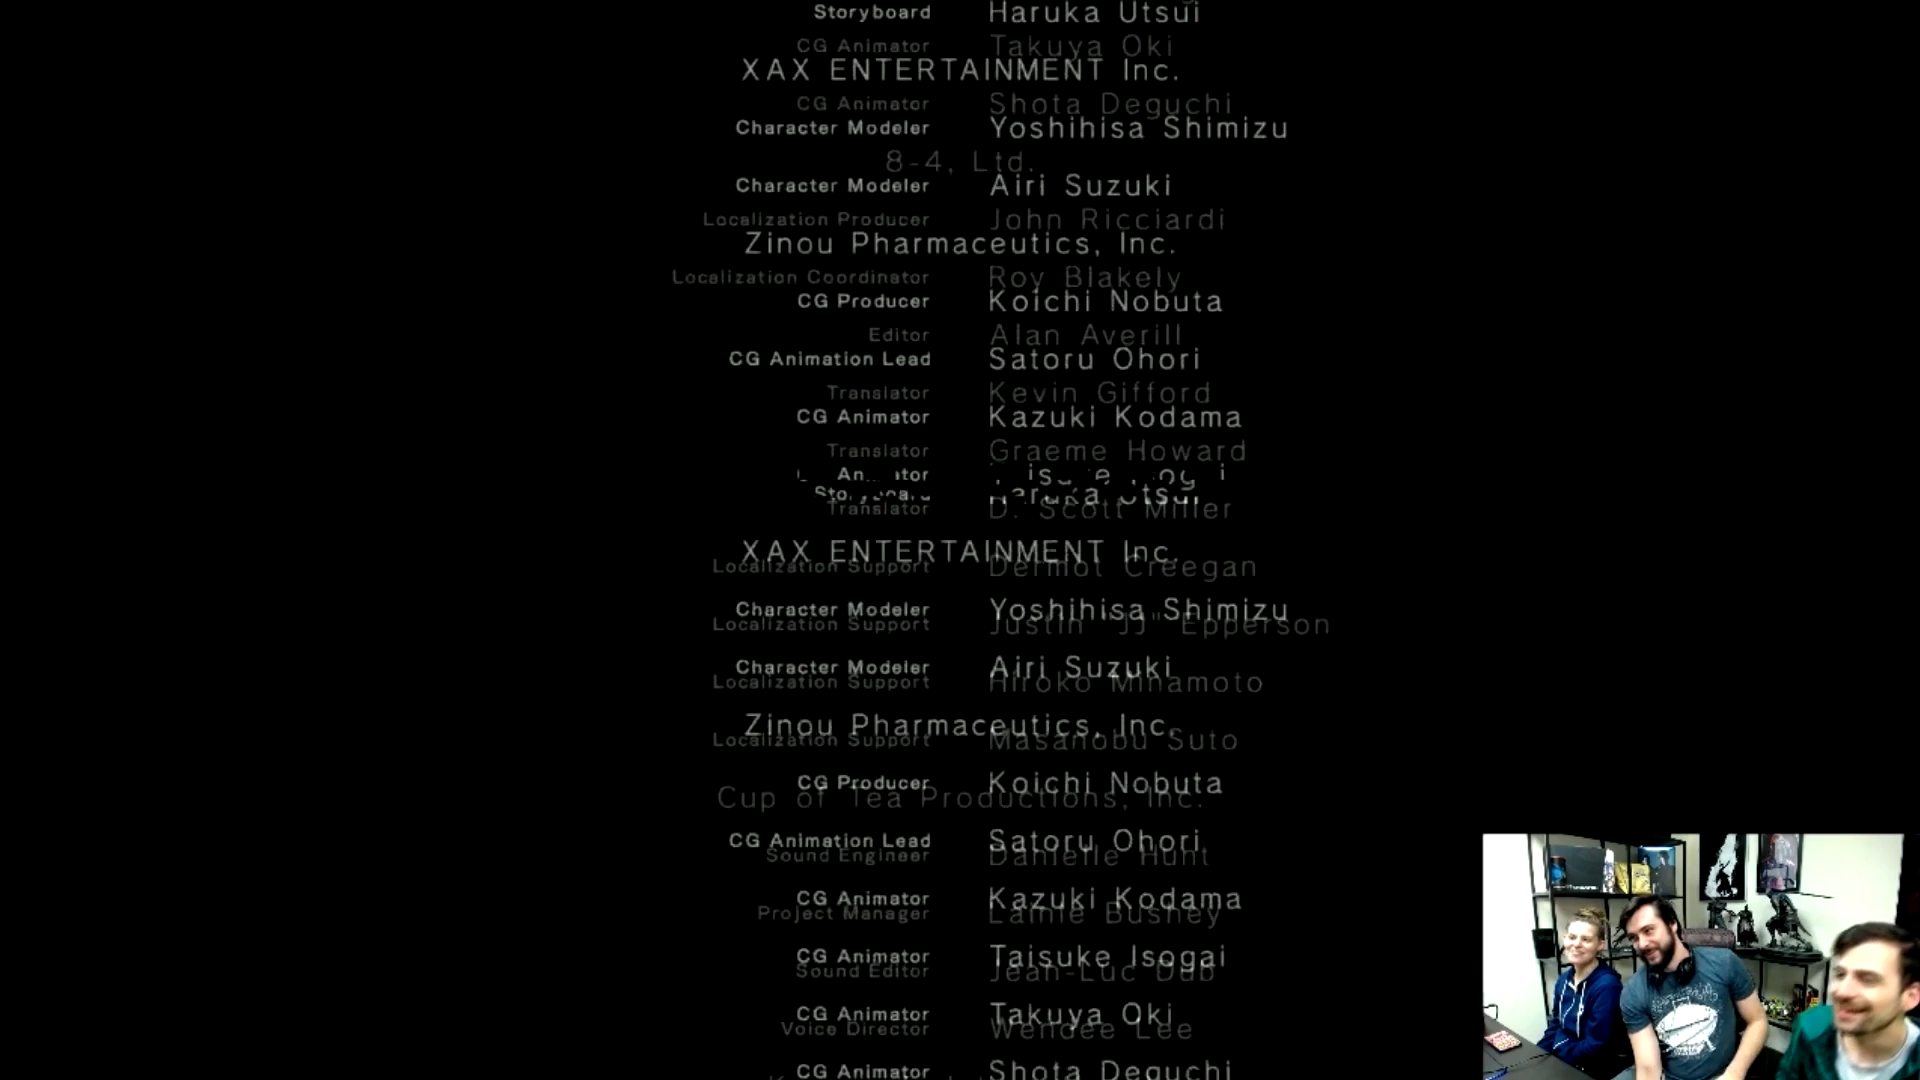 Storyboard Haruka Utsui
CG Animator Takuya Oki
XAX ENTERTAINMENT Inc.
CG Animator Shota Deguchi
Character Modeler Yoshihisa Shimizu
8-4, Ltd.
Character Modeler Airi Suzuki
Localization Producer John Ricciardi
Zinou Pharmaceutics, Inc.
Localization Coordinator Roy Blakely
CG Producer Koichi Nobuta
Editor Alan Averill
CG Animation Lead Satoru Ohori
Translator Kevin Gifford
CG Animator Kazuki Kodama
Translator Graeme Howard
Storyboard Haruka Utsui
Translator D. Scott Miller
XAX ENTERTAINMENT Inc.
Localization Support Dermot Creegan
Character Modeler Yoshihisa Shimizu
Localization Support Justin "JJ" Epperson
Character Modeler Airi Suzuki
Localization Support Hiroko Minamoto
Zinou Pharmaceutics, Inc.
Localization Support Masanobu Suto
CG Producer Koichi Nobuta
Cup of Tea Productions, Inc.
CG Animation Lead Satoru Ohori
Sound Engineer Danielle Hunt
CG Animator Kazuki Kodama
Project Manager Lainie Bushey
CG Animator Taisuke Isogai
Sound Editor Jean-Luc
CG Animator Takuya Oki
Voice Director Wendee Lee
CG Animator Shota Deguchi